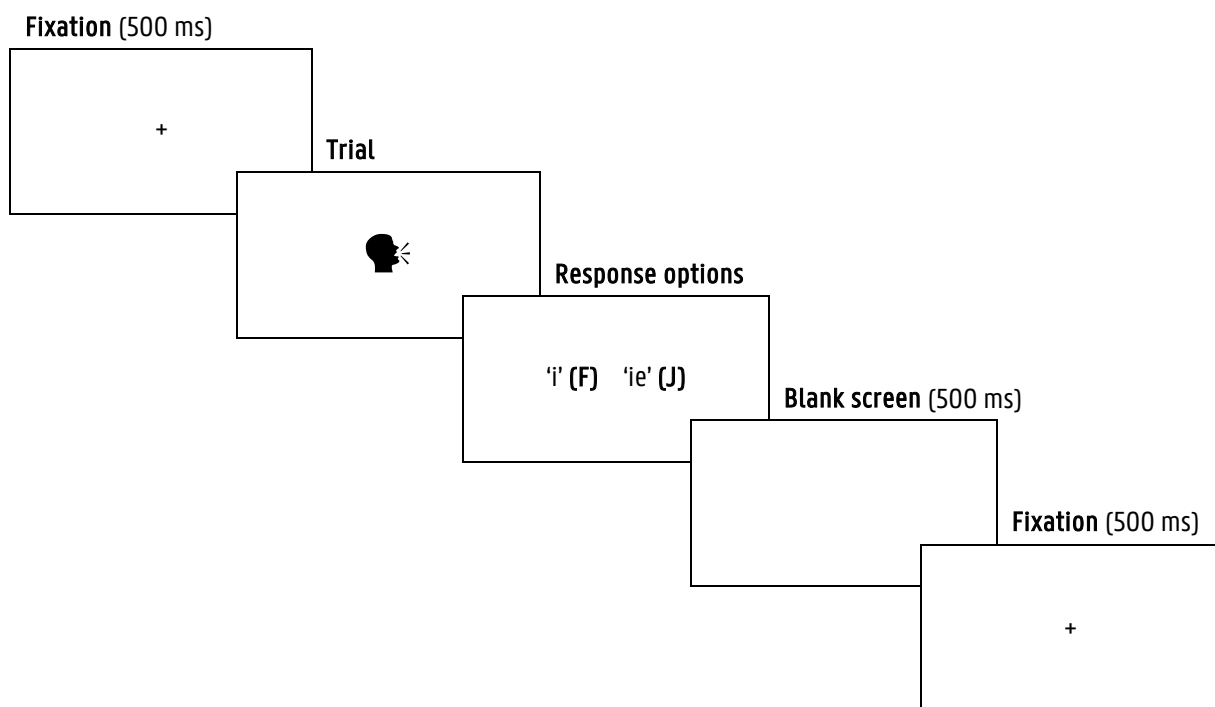 Fixation (500 ms)
+
Trial
Response options
‘i’ (F) ‘ie’ (J)
Blank screen (500 ms)
Fixation (500 ms)
+